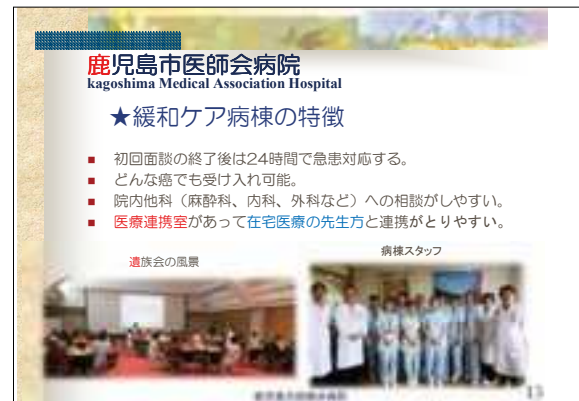 鹿児島市医師会病院
kagoshima Medical Association Hospital
★緩和ケア病棟の特徴
■ 初回面談の終了後は24時間で急患対応する。
■ どんな癌でも受け入れ可能。
■ 院内他科（麻酔科、内科、外科など）への相談がしやすい。
■ 医療連携室があって在宅医療の先生方と連携がとりやすい。
遺族会の風景
病棟スタッフ
13